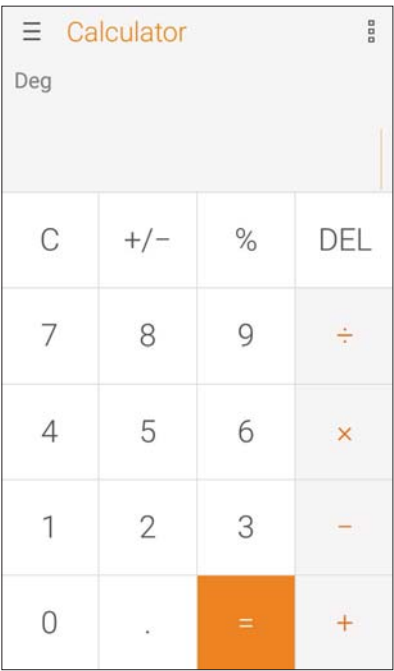 Calculator
Deg
C +/− % DEL
7 8 9 ÷
4 5 6 ×
1 2 3 −
0 . = +